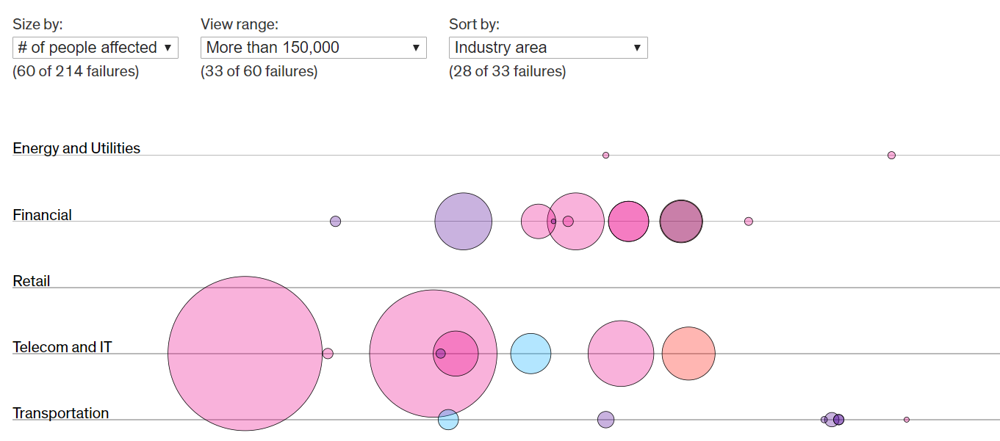 Size by: View range: Sort by:
# of people affected ▼ More than 150,000 ▼ Industry area ▼
(60 of 214 failures) (33 of 60 failures) (28 of 33 failures)
Energy and Utilities
Financial
Retail
Telecom and IT
Transportation